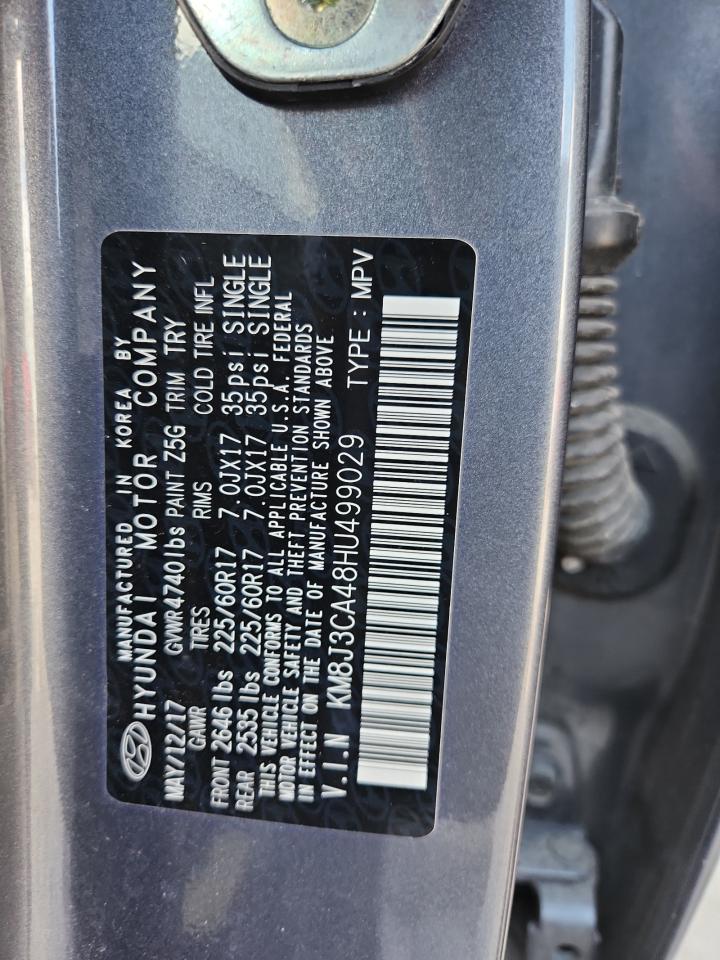 MANUFACTURED IN KOREA BY
HYUNDAI MOTOR COMPANY
MAY/12/17 GVWR4740lbs PAINT Z5G TRIM TRY
GAWR TIRES RIMS COLD TIRE INFL
FRONT 2646 lbs 225/60R17 7.0JX17 35psi SINGLE
REAR 2535 lbs 225/60R17 7.0JX17 35psi SINGLE
THIS VEHICLE CONFORMS TO ALL APPLICABLE U.S.A. FEDERAL
MOTOR VEHICLE SAFETY AND THEFT PREVENTION STANDARDS
IN EFFECT ON THE DATE OF MANUFACTURE SHOWN ABOVE
V.I.N KM8J3CA48HU499029 TYPE : MPV